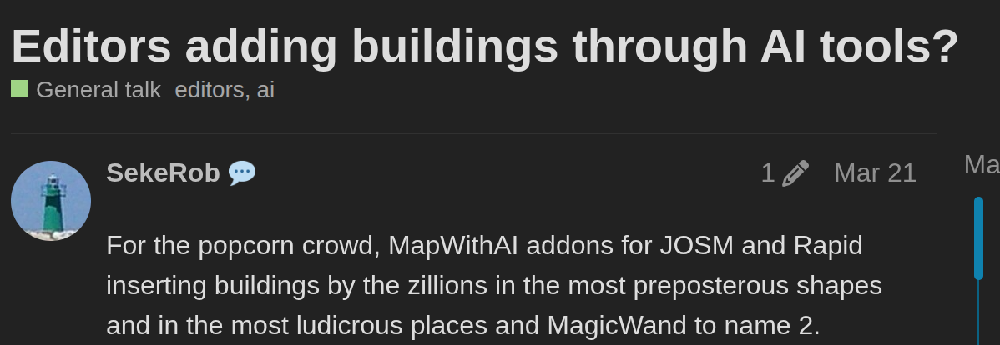 Editors adding buildings through AI tools?
General talk editors, ai
SekeRob 1 Mar 21
Ma
For the popcorn crowd, MapWithAI addons for JOSM and Rapid
inserting buildings by the zillions in the most preposterous shapes
and in the most ludicrous places and MagicWand to name 2.